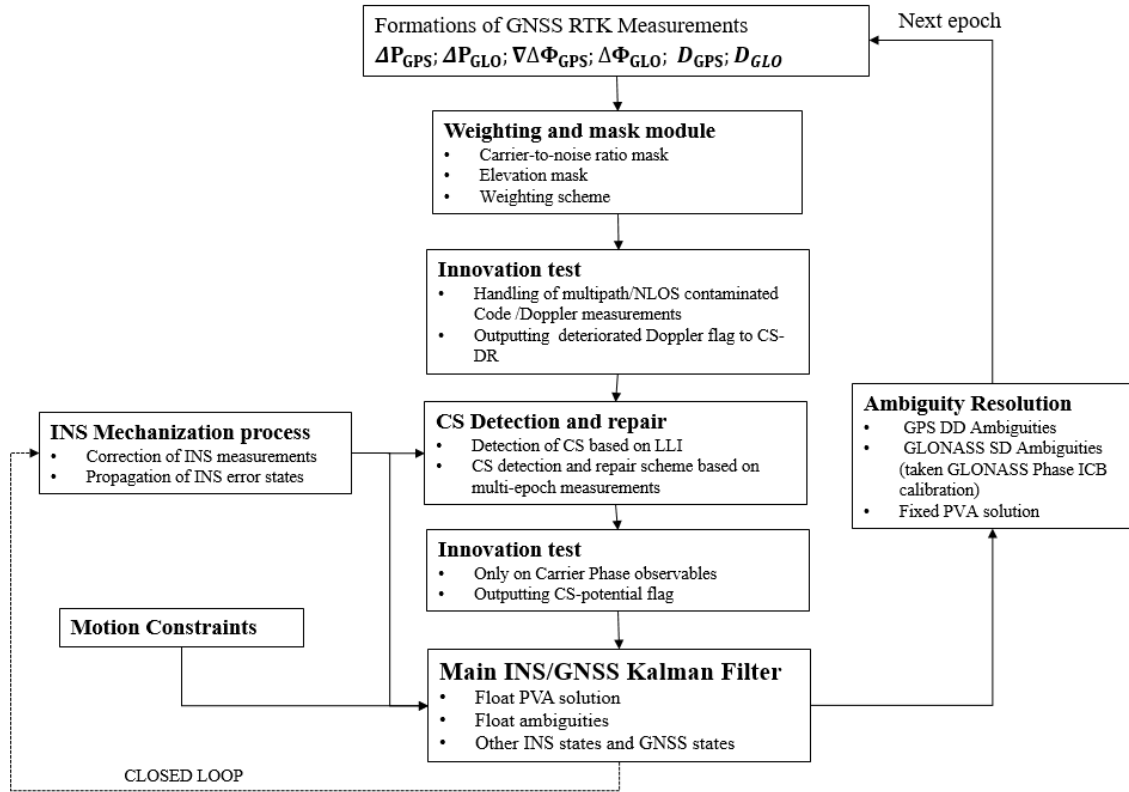 Formations of GNSS RTK Measurements
ΔP_GPS; ΔP_GLO; ∇ΔΦ_GPS; ΔΦ_GLO; D_GPS; D_GLO
Next epoch
Weighting and mask module
• Carrier-to-noise ratio mask
• Elevation mask
• Weighting scheme
Innovation test
• Handling of multipath/NLOS contaminated
Code /Doppler measurements
• Outputting deteriorated Doppler flag to CS-
DR
INS Mechanization process
• Correction of INS measurements
• Propagation of INS error states
CS Detection and repair
• Detection of CS based on LLI
• CS detection and repair scheme based on
multi-epoch measurements
Ambiguity Resolution
• GPS DD Ambiguities
• GLONASS SD Ambiguities
(taken GLONASS Phase ICB
calibration)
• Fixed PVA solution
Innovation test
• Only on Carrier Phase observables
• Outputting CS-potential flag
Motion Constraints
Main INS/GNSS Kalman Filter
• Float PVA solution
• Float ambiguities
• Other INS states and GNSS states
CLOSED LOOP